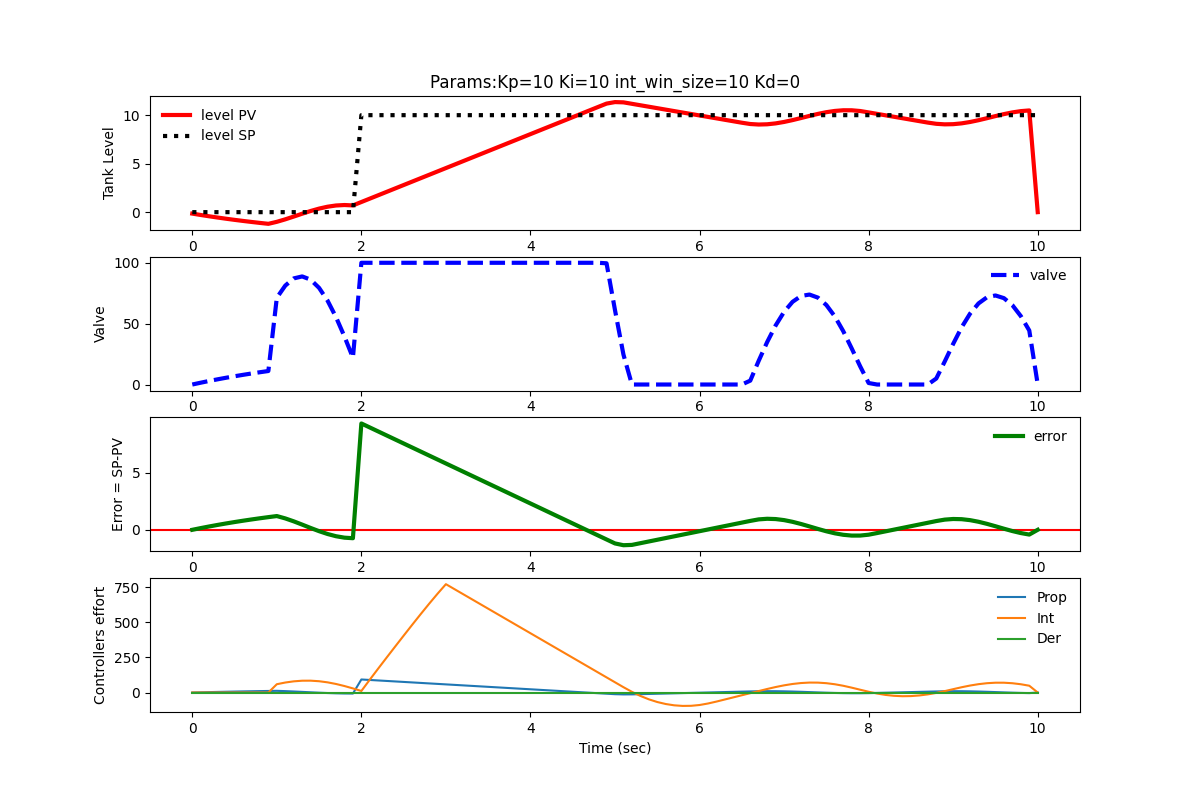 Params:Kp=10 Ki=10 int_win_size=10 Kd=0
level PV
level SP
Tank Level
10
5
0
0 2 4 6 8 10
valve
Valve
100
50
0
0 2 4 6 8 10
error
Error = SP-PV
5
0
0 2 4 6 8 10
Prop
Int
Der
Controllers effort
750
500
250
0
0 2 4 6 8 10
Time (sec)